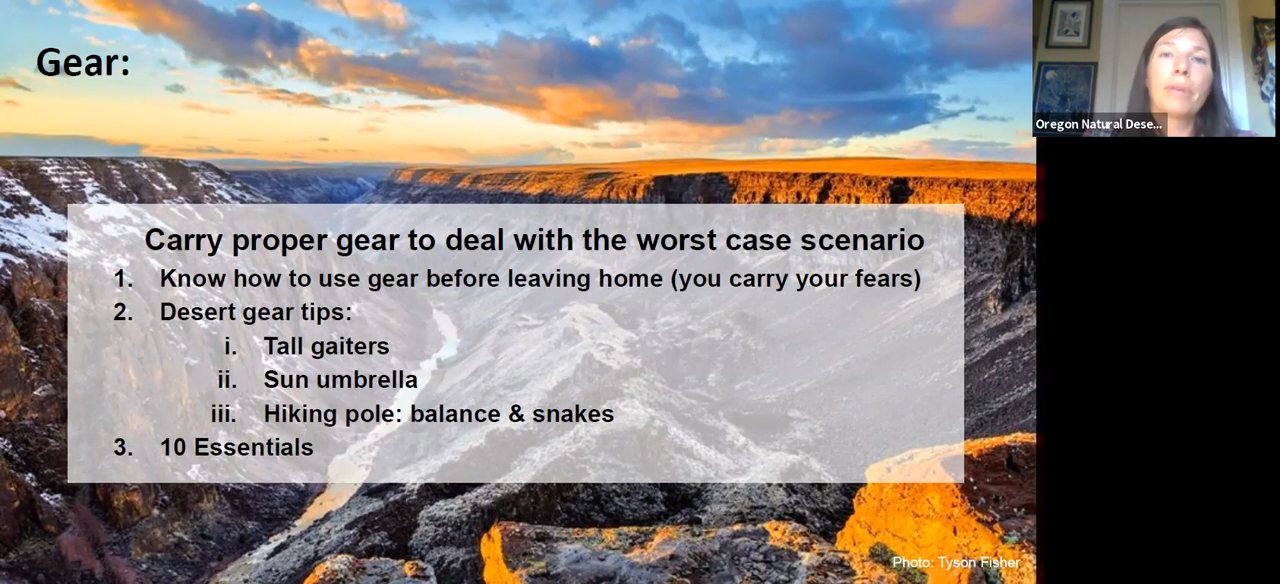 Gear:
Oregon Natural Dese...
Carry proper gear to deal with the worst case scenario
1. Know how to use gear before leaving home (you carry your fears)
2. Desert gear tips:
i. Tall gaiters
ii. Sun umbrella
iii. Hiking pole: balance & snakes
3. 10 Essentials
Photo: Tyson Fisher